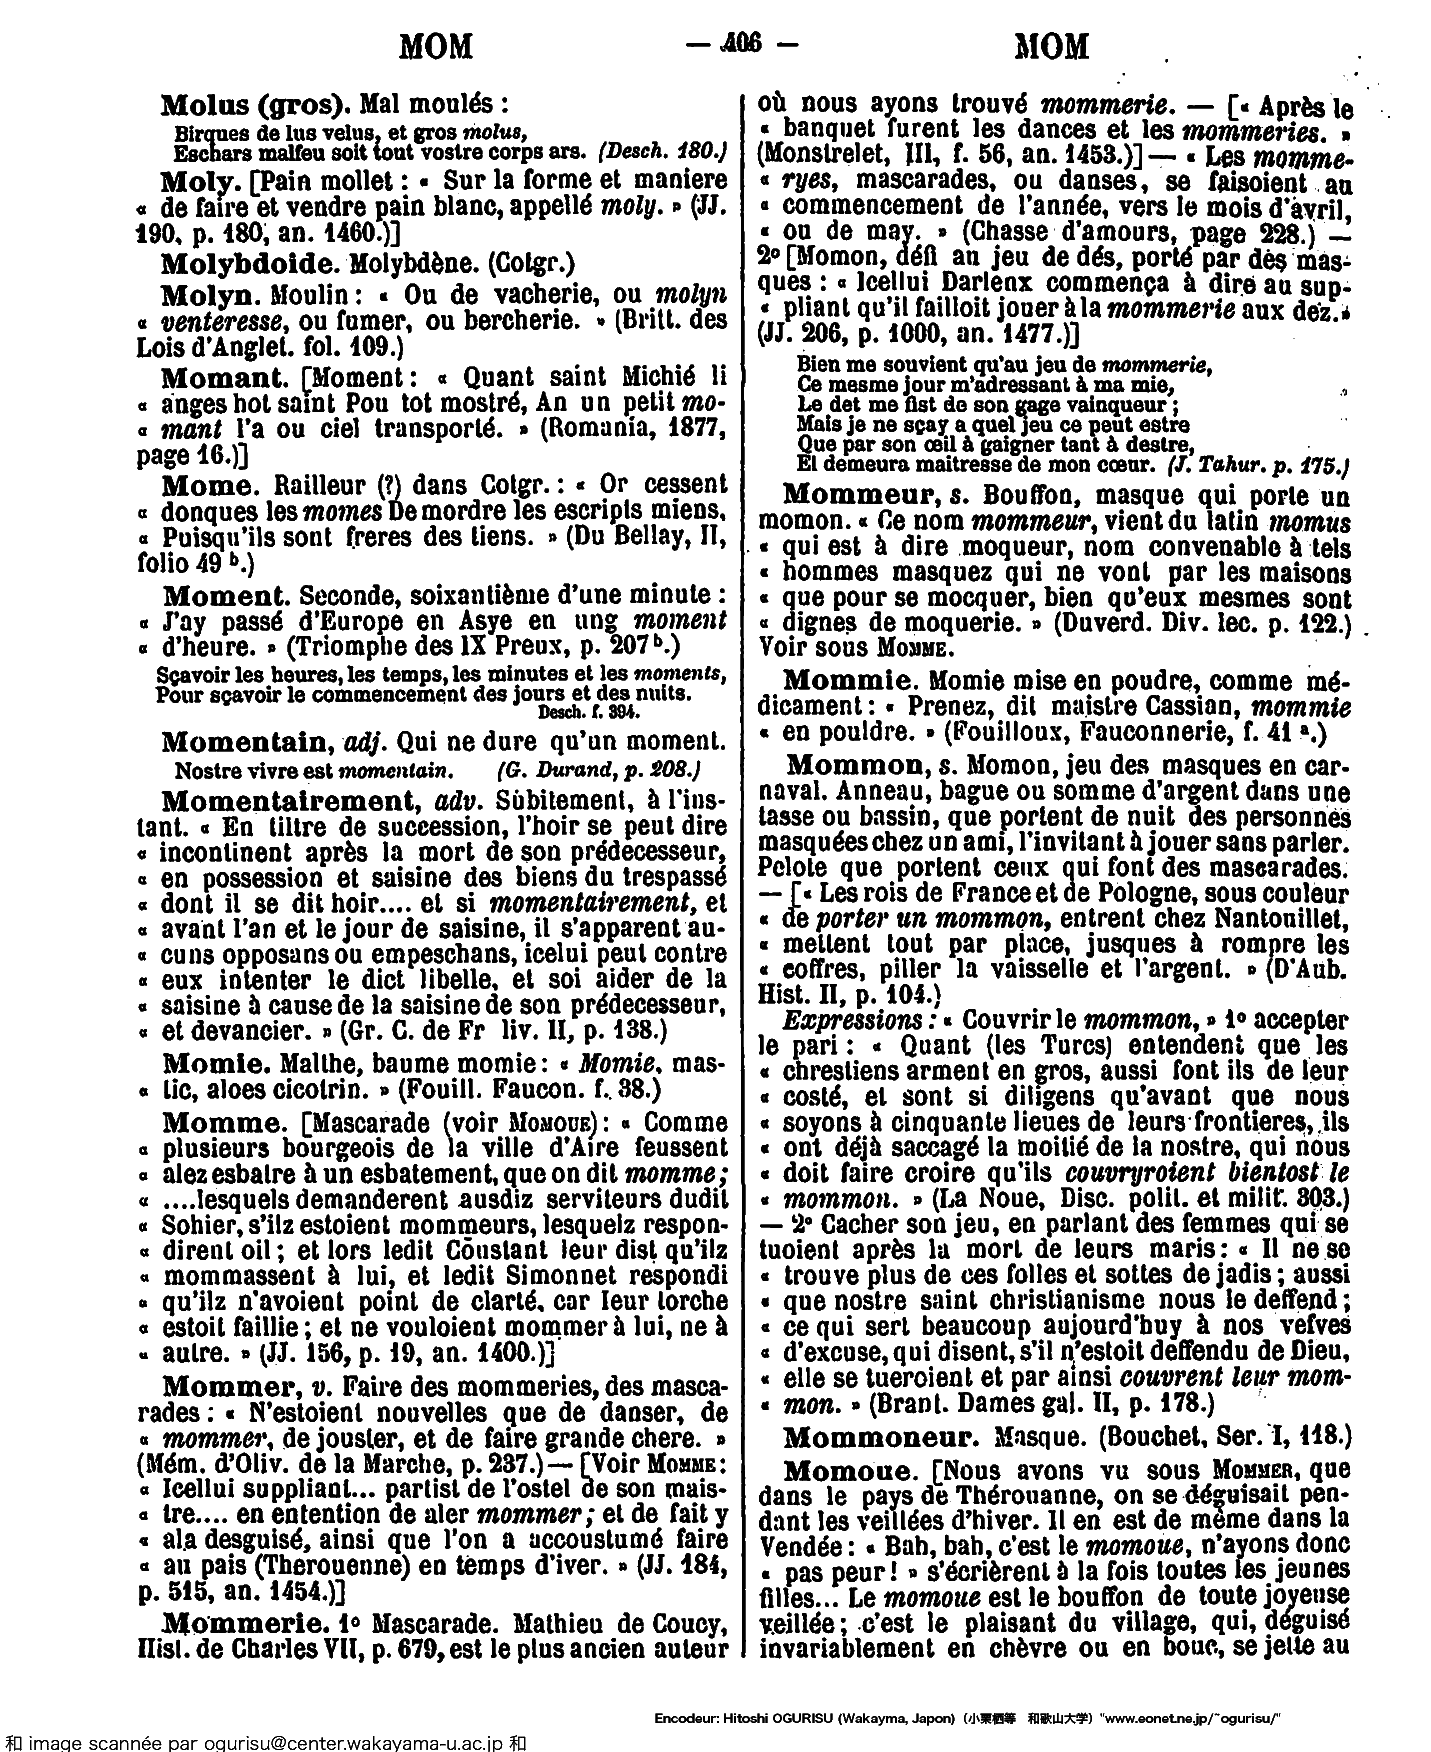 MOM — 406 — MOM
Molus (gros). Mal moulés :
Birques de lus velus, et gros molus,
Eschars malfeu soit tout vostre corps ars. (Desch. 180.)
Moly. [Pain mollet : « Sur la forme et maniere
« de faire et vendre pain blanc, appellé moly. » (JJ.
190, p. 180, an. 1460.)]
Molybdoide. Molybdène. (Cotgr.)
Molyn. Moulin : « Ou de vacherie, ou molyn
« venteresse, ou fumer, ou bercherie. » (Britt. des
Lois d'Anglet. fol. 109.)
Momant. [Moment : « Quant saint Michié li
« anges hot saint Pou tot mostré, An un petit mo-
« mant l'a ou ciel transporté. » (Romania, 1877,
page 16.)]
Mome. Railleur (?) dans Cotgr. : « Or cessent
« donques les momes De mordre les escripts miens,
« Puisqu'ils sont freres des tiens. » (Du Bellay, II,
folio 49 b.)
Moment. Seconde, soixantième d'une minute :
« J'ay passé d'Europe en Asye en ung moment
« d'heure. » (Triomphe des IX Preux, p. 207 b.)
Sçavoir les heures, les temps, les minutes et les moments,
Pour sçavoir le commencement des jours et des nuits.
Desch. f. 394.
Momentain, adj. Qui ne dure qu'un moment.
Nostre vivre est momentain. (G. Durand, p. 208.)
Momentairement, adv. Subitement, à l'ins-
tant. « En tiltre de succession, l'hoir se peut dire
« incontinent après la mort de son prédecesseur,
« en possession et saisine des biens du trespassé
« dont il se dit hoir.... et si momentairement, et
« avant l'an et le jour de saisine, il s'apparent au-
« cuns opposans ou empeschans, icelui peut contre
« eux intenter le dict libelle, et soi aider de la
« saisine à cause de la saisine de son prédecesseur,
« et devancier. » (Gr. C. de Fr liv. II, p. 138.)
Momie. Malthe, baume momie : « Momie, mas-
« tic, aloes cicotrin. » (Fouill. Faucon. f. 38.)
Momme. [Mascarade (voir MOMOUE) : « Comme
« plusieurs bourgeois de la ville d'Aire feussent
« alez esbatre à un esbatement, que on dit momme ;
« ....lesquels demanderent ausdiz serviteurs dudit
« Sohier, s'ilz estoient mommeurs, lesquelz respon-
« dirent oil ; et lors ledit Coustant leur dist qu'ilz
« mommassent à lui, et ledit Simonnet respondi
« qu'ilz n'avoient point de clarté, car leur torche
« estoit faillie ; et ne vouloient mommer à lui, ne à
« autre. » (JJ. 156, p. 19, an. 1400.)]
Mommer, v. Faire des mommeries, des masca-
rades : « N'estoient nouvelles que de danser, de
« mommer, de jouster, et de faire grande chere. »
(Mém. d'Oliv. de la Marche, p. 237.) — [Voir MOMME :
« Icellui suppliant... partist de l'ostel de son mais-
« tre.... en entention de aler mommer ; et de fait y
« ala desguisé, ainsi que l'on a accoustumé faire
« au pais (Therouenne) en temps d'iver. » (JJ. 184,
p. 515, an. 1454.)]
Mommerie. 1º Mascarade. Mathieu de Coucy,
Hist. de Charles VII, p. 679, est le plus ancien auteur
où nous ayons trouvé mommerie. — [« Après le
« banquet furent les dances et les mommeries. »
(Monstrelet, III, f. 56, an. 1453.)] — « Les momme-
« ryes, mascarades, ou danses, se faisoient au
« commencement de l'année, vers le mois d'avril,
« ou de may. » (Chasse d'amours, page 228.) —
2º [Momon, défi au jeu de dés, porté par des mas-
ques : « Icellui Darlenx commença à dire au sup-
« pliant qu'il failloit jouer à la mommerie aux dez. »
(JJ. 206, p. 1000, an. 1477.)]
Bien me souvient qu'au jeu de mommerie,
Ce mesme jour m'adressant à ma mie,
Le det me fist de son gage vainqueur ;
Mais je ne sçay a quel jeu ce peut estre
Que par son œil à gaigner tant à destre,
El demeura maitresse de mon cœur. (J. Tahur. p. 175.)
Mommeur, s. Bouffon, masque qui porte un
momon. « Ce nom mommeur, vient du latin momus
« qui est à dire moqueur, nom convenable à tels
« hommes masquez qui ne vont par les maisons
« que pour se mocquer, bien qu'eux mesmes sont
« dignes de moquerie. » (Duverd. Div. lec. p. 122.)
Voir sous MOMME.
Mommie. Momie mise en poudre, comme mé-
dicament : « Prenez, dit maistre Cassian, mommie
« en pouldre. » (Fouilloux, Fauconnerie, f. 41 a.)
Mommon, s. Momon, jeu des masques en car-
naval. Anneau, bague ou somme d'argent dans une
tasse ou bassin, que portent de nuit des personnes
masquées chez un ami, l'invitant à jouer sans parler.
Pelote que portent ceux qui font des mascarades.
— [« Les rois de France et de Pologne, sous couleur
« de porter un mommon, entrent chez Nantouillet,
« mettent tout par place, jusques à rompre les
« coffres, piller la vaisselle et l'argent. » (D'Aub.
Hist. II, p. 104.)
Expressions : « Couvrir le mommon, » 1º accepter
le pari : « Quant (les Turcs) entendent que les
« chrestiens arment en gros, aussi font ils de leur
« costé, et sont si diligens qu'avant que nous
« soyons à cinquante lieues de leurs frontieres, ils
« ont déjà saccagé la moitié de la nostre, qui nous
« doit faire croire qu'ils couvryroient bientost le
« mommon. » (La Noue, Disc. polit. et milit. 303.)
— 2º Cacher son jeu, en parlant des femmes qui se
tuoient après la mort de leurs maris : « Il ne se
« trouve plus de ces folles et sottes de jadis ; aussi
« que nostre saint christianisme nous le deffend ;
« ce qui sert beaucoup aujourd'huy à nos vefves
« d'excuse, qui disent, s'il n'estoit deffendu de Dieu,
« elle se tueroient et par ainsi couvrent leur mom-
« mon. » (Brant. Dames gal. II, p. 178.)
Mommoneur. Masque. (Bouchet, Ser. I, 118.)
Momoue. [Nous avons vu sous MOMMER, que
dans le pays de Thérouanne, on se déguisait pen-
dant les veillées d'hiver. Il en est de même dans la
Vendée : « Bah, bah, c'est le momoue, n'ayons donc
« pas peur ! » s'écrièrent à la fois toutes les jeunes
filles... Le momoue est le bouffon de toute joyeuse
veillée ; c'est le plaisant du village, qui, déguisé
invariablement en chèvre ou en bouc, se jette au
Encodeur: Hitoshi OGURISU (Wakayma, Japon) (小栗栖等 和歌山大学) "www.eonet.ne.jp/~ogurisu/"
和 image scannée par ogurisu@center.wakayama-u.ac.jp 和